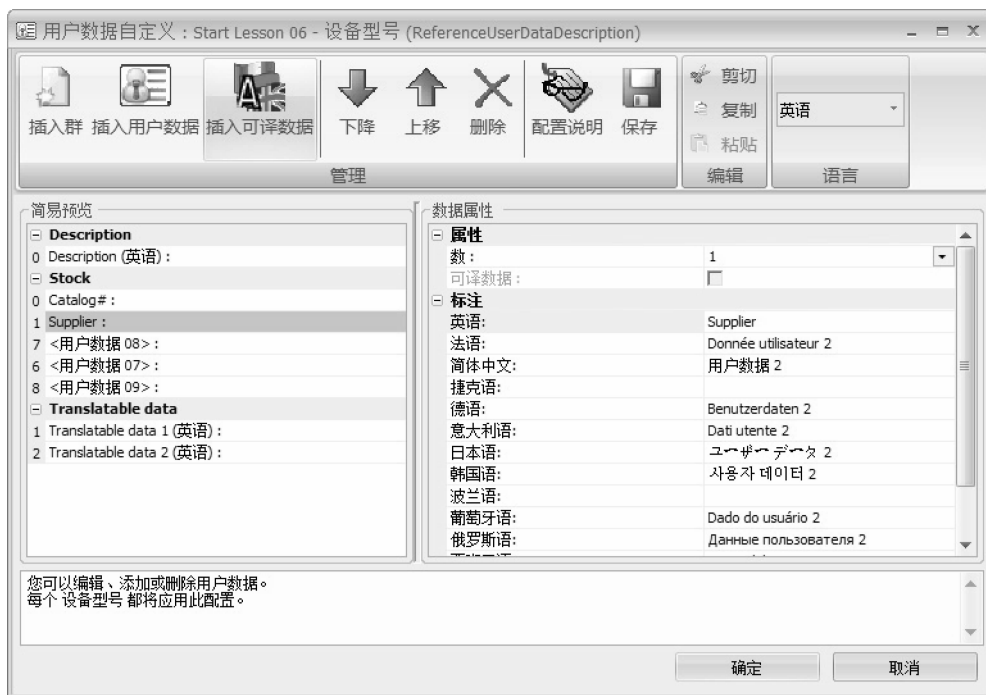 用户数据自定义：Start Lesson 06 - 设备型号 (ReferenceUserDataDescription)
插入群 插入用户数据 插入可译数据 下降 上移 删除 配置说明 保存
管理
剪切
复制
粘贴
编辑
英语
语言
简易预览
Description
0 Description (英语)：
Stock
0 Catalog#：
1 Supplier：
7 <用户数据 08>：
6 <用户数据 07>：
8 <用户数据 09>：
Translatable data
1 Translatable data 1 (英语)：
2 Translatable data 2 (英语)：
数据属性
属性
数： 1
可译数据：
标注
英语: Supplier
法语: Donnée utilisateur 2
简体中文: 用户数据 2
捷克语:
德语: Benutzerdaten 2
意大利语: Dati utente 2
日本语: ユーザー データ 2
韩国语: 사용자 데이터 2
波兰语:
葡萄牙语: Dado do usuário 2
俄罗斯语: Данные пользователя 2
您可以编辑、添加或删除用户数据。
每个 设备型号 都将应用此配置。
确定 取消